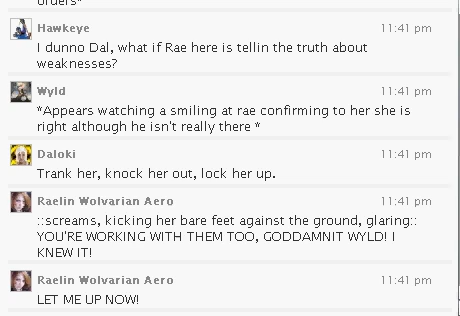 orders*
Hawkeye 11:41 pm
I dunno Dal, what if Rae here is tellin the truth about
weaknesses?
Wyld 11:41 pm
*Appears watching a smiling at rae confirming to her she is
right although he isn't really there *
Daloki 11:41 pm
Trank her, knock her out, lock her up.
Raelin Wolvarian Aero 11:41 pm
::screams, kicking her bare feet against the ground, glaring::
YOU'RE WORKING WITH THEM TOO, GODDAMNIT WYLD! I
KNEW IT!
Raelin Wolvarian Aero 11:41 pm
LET ME UP NOW!